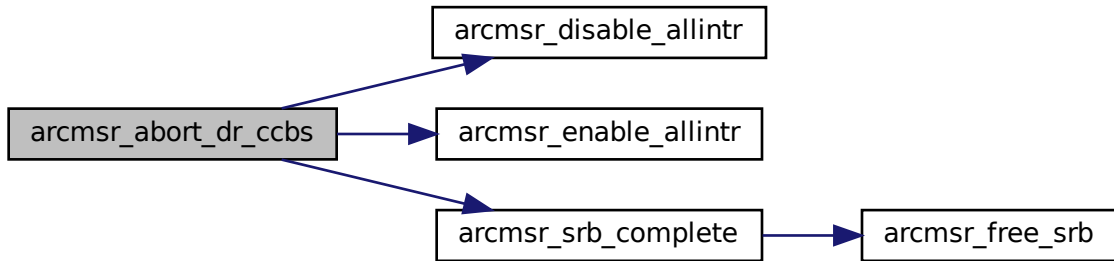 arcmsr_disable_allintr
arcmsr_abort_dr_ccbs
arcmsr_enable_allintr
arcmsr_srb_complete
arcmsr_free_srb